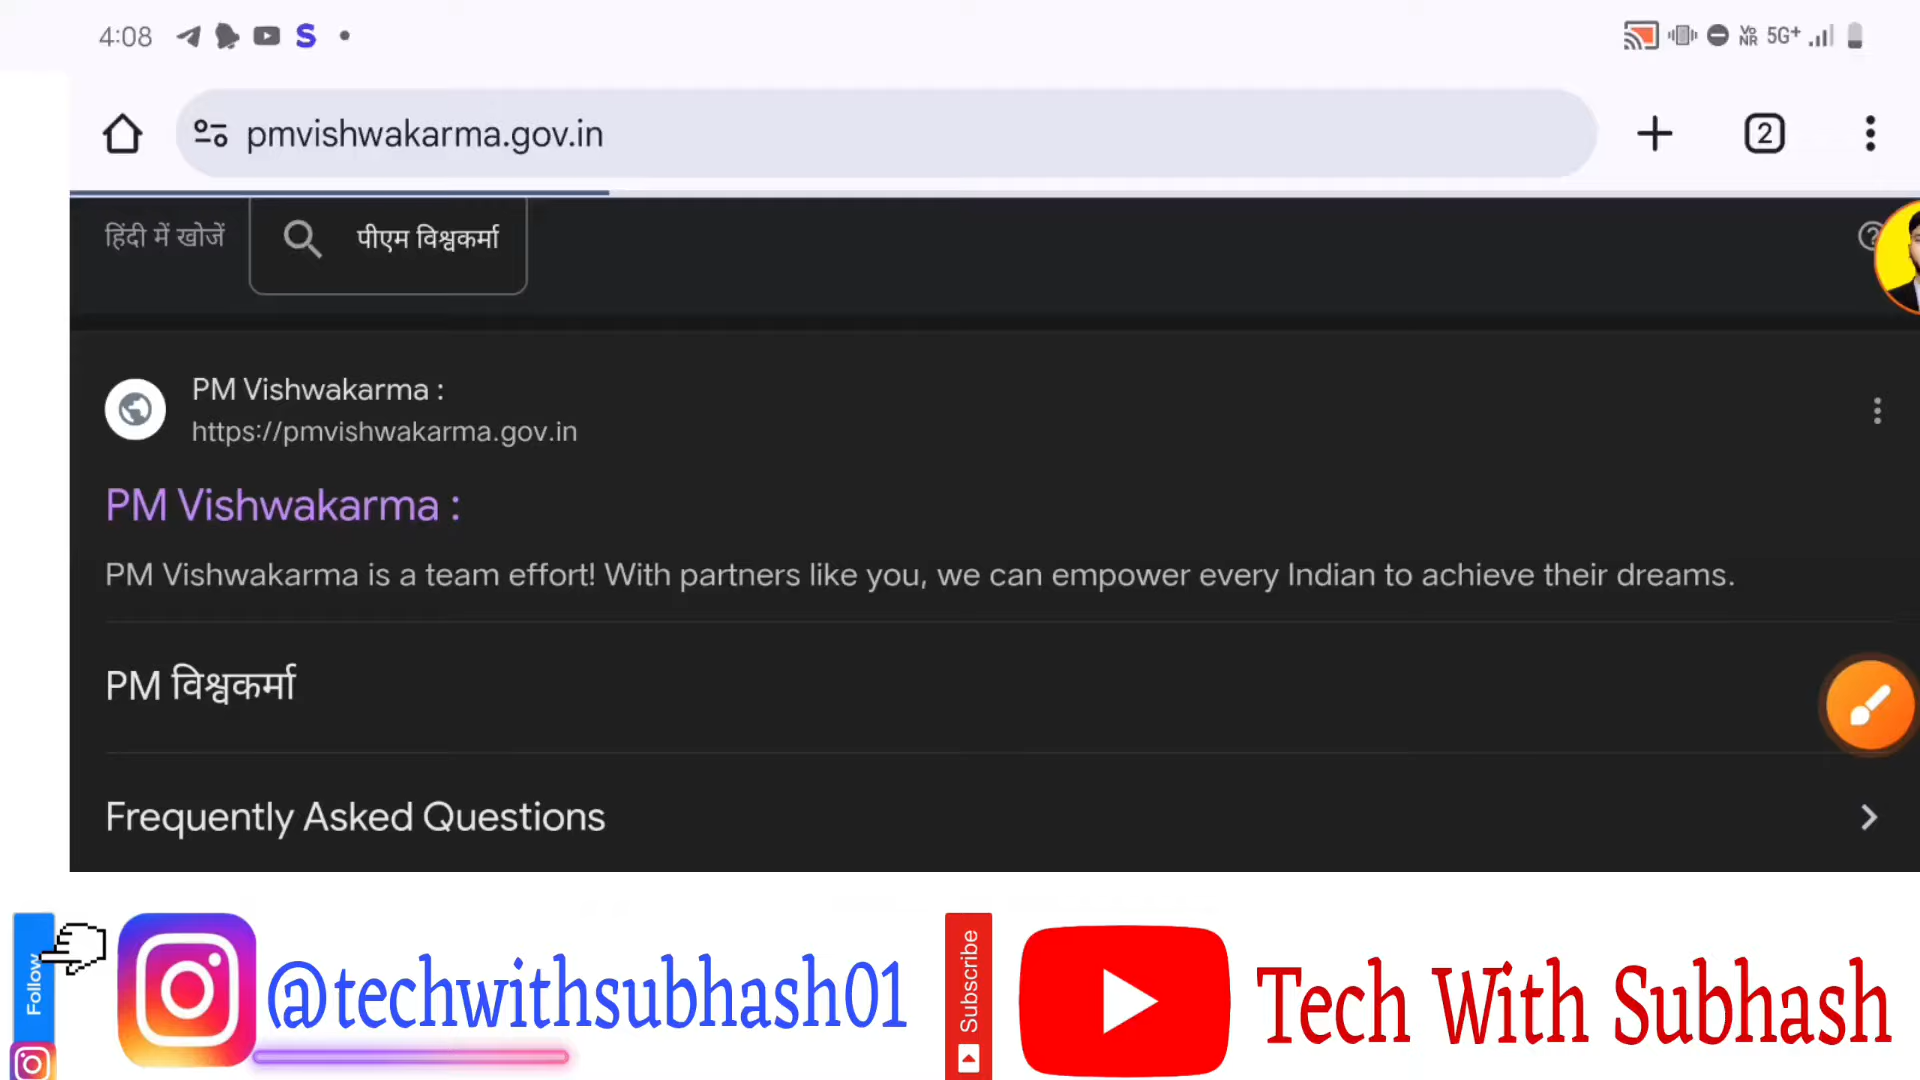 4:08
S
Vo
NR
5G+
pmvishwakarma.gov.in
2
हिंदी में खोजें
पीएम विश्वकर्मा
PM Vishwakarma :
https://pmvishwakarma.gov.in
PM Vishwakarma :
PM Vishwakarma is a team effort! With partners like you, we can empower every Indian to achieve their dreams.
PM विश्वकर्मा
Frequently Asked Questions
Follow
@techwithsubhash01
Subscribe
Tech With Subhash